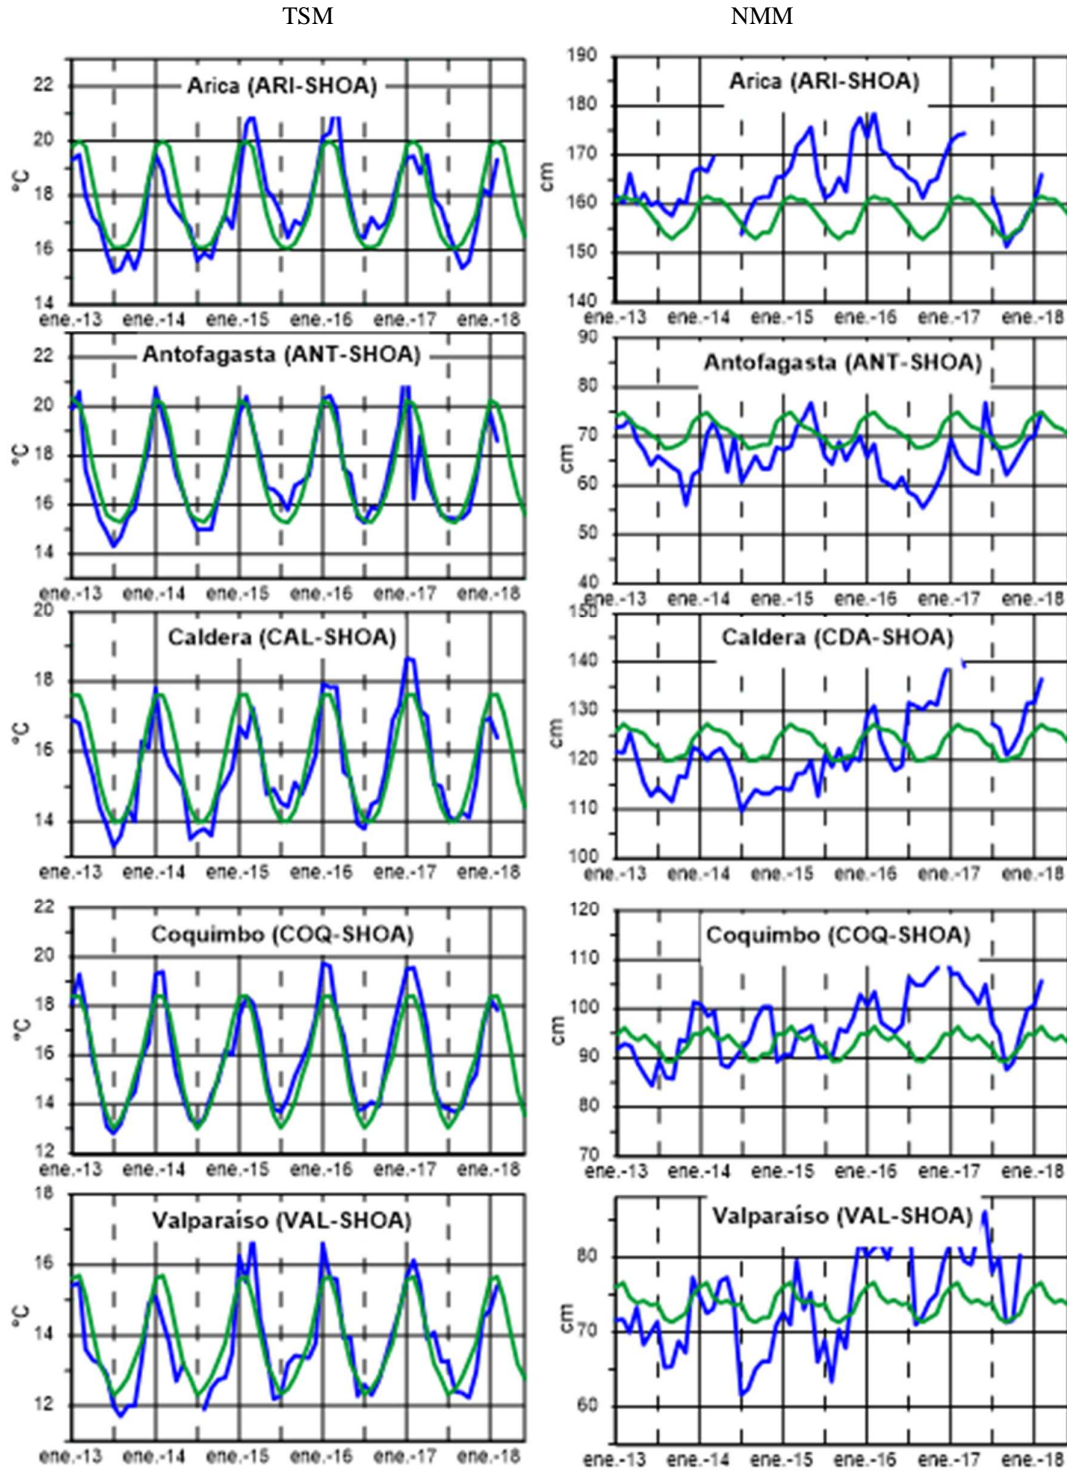 TSM
NMM
Arica (ARI-SHOA)
22
20
18
16
14
°C
ene.-13 ene.-14 ene.-15 ene.-16 ene.-17 ene.-18
Arica (ARI-SHOA)
190
180
170
160
150
140
cm
ene.-13 ene.-14 ene.-15 ene.-16 ene.-17 ene.-18
Antofagasta (ANT-SHOA)
22
20
18
16
14
°C
ene.-13 ene.-14 ene.-15 ene.-16 ene.-17 ene.-18
Antofagasta (ANT-SHOA)
90
80
70
60
50
40
cm
ene.-13 ene.-14 ene.-15 ene.-16 ene.-17 ene.-18
Caldera (CAL-SHOA)
20
18
16
14
°C
ene.-13 ene.-14 ene.-15 ene.-16 ene.-17 ene.-18
Caldera (CDA-SHOA)
150
140
130
120
110
100
cm
ene.-13 ene.-14 ene.-15 ene.-16 ene.-17 ene.-18
Coquimbo (COQ-SHOA)
22
20
18
16
14
12
°C
ene.-13 ene.-14 ene.-15 ene.-16 ene.-17 ene.-18
Coquimbo (COQ-SHOA)
120
110
100
90
80
70
cm
ene.-13 ene.-14 ene.-15 ene.-16 ene.-17 ene.-18
Valparaíso (VAL-SHOA)
18
16
14
12
°C
ene.-13 ene.-14 ene.-15 ene.-16 ene.-17 ene.-18
Valparaíso (VAL-SHOA)
80
70
60
cm
ene.-13 ene.-14 ene.-15 ene.-16 ene.-17 ene.-18